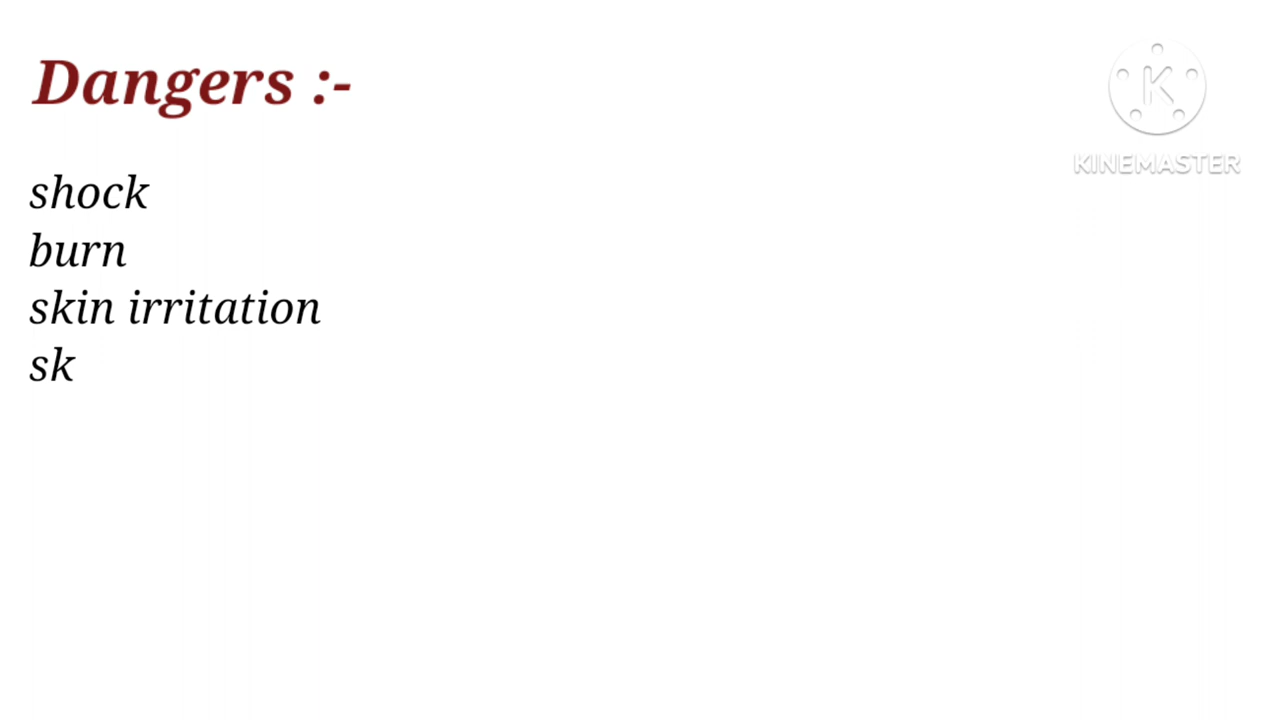 Dangers :-
K
KINEMASTER
shock
burn
skin irritation
sk